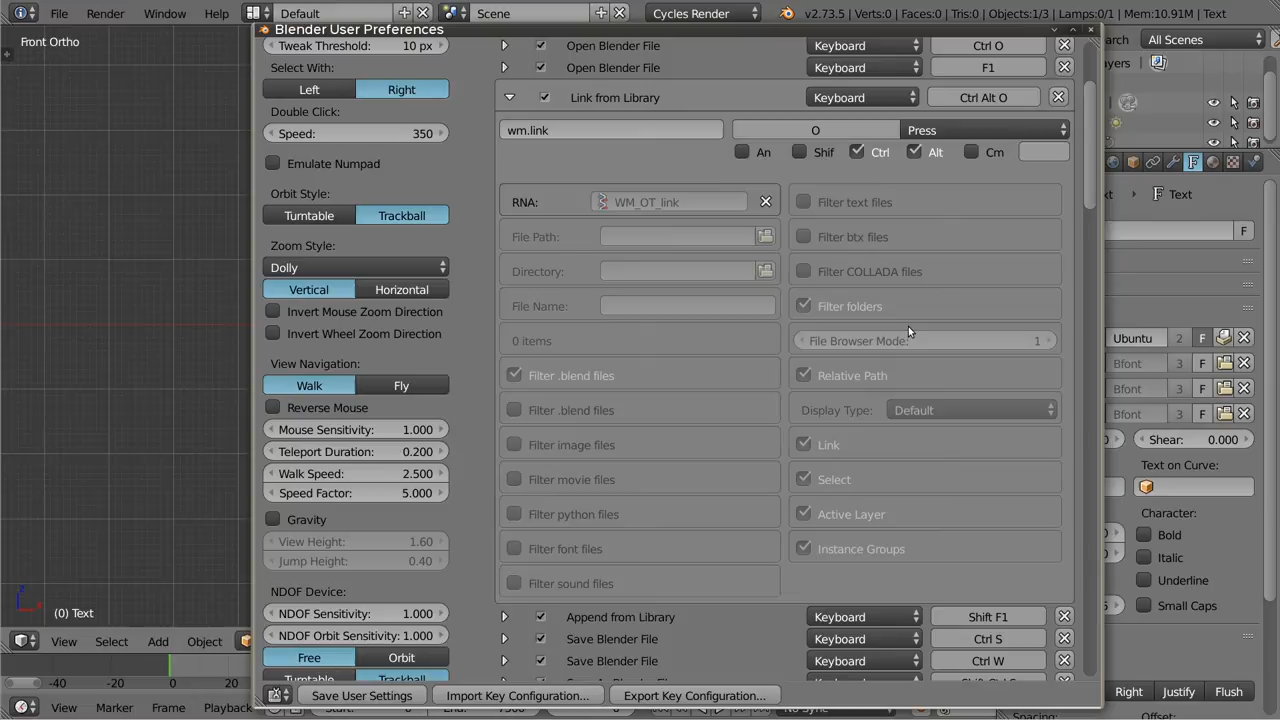 File Render Window Help Default Scene Cycles Render v2.73.5 | Verts:0 | Faces:0 | Tris:0 | Objects:1/3 | Lamps:0/1 | Mem:10.91M | Text
Blender User Preferences
Front Ortho
Tweak Threshold: 10 px
Select With:
Left Right
Double Click:
Speed: 350
Emulate Numpad
Orbit Style:
Turntable Trackball
Zoom Style:
Dolly
Vertical Horizontal
Invert Mouse Zoom Direction
Invert Wheel Zoom Direction
View Navigation:
Walk Fly
Reverse Mouse
Mouse Sensitivity: 1.000
Teleport Duration: 0.200
Walk Speed: 2.500
Speed Factor: 5.000
Gravity
View Height: 1.60
Jump Height: 0.40
NDOF Device:
NDOF Sensitivity: 1.000
NDOF Orbit Sensitivity: 1.000
Free Orbit
Turntable Trackball
Open Blender File Keyboard Ctrl O
Open Blender File Keyboard F1
Link from Library Keyboard Ctrl Alt O
wm.link O Press
An Shif Ctrl Alt Cm
RNA: WM_OT_link
File Path:
Directory:
File Name:
0 items
Filter .blend files
Filter .blend files
Filter image files
Filter movie files
Filter python files
Filter font files
Filter sound files
Filter text files
Filter btx files
Filter COLLADA files
Filter folders
File Browser Mode: 1
Relative Path
Display Type: Default
Link
Select
Active Layer
Instance Groups
Append from Library Keyboard Shift F1
Save Blender File Keyboard Ctrl S
Save Blender File Keyboard Ctrl W
Save User Settings Import Key Configuration... Export Key Configuration...
arch All Scenes
ayers
F Text
F
Ubuntu 2 F
Bfont 3 F
Bfont 3 F
Bfont 3 F
Shear: 0.000
Text on Curve:
Character:
Bold
Italic
Underline
Small Caps
Right Justify Flush
Spacing:
(0) Text
View Select Add Object
-40 -20 0 20
View Marker Frame Playback